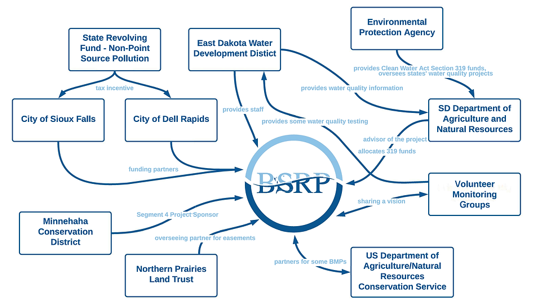 Environmental
Protection Agency
State Revolving
Fund - Non-Point
Source Pollution
East Dakota Water
Development Distict
provides Clean Water Act Section 319 funds,
oversees states' water quality projects
tax incentive
provides water quality information
City of Sioux Falls
City of Dell Rapids
provides staff
provides some water quality testing
SD Department of
Agriculture and
Natural Resources
advisor of the project
allocates 319 funds
funding partners
BSRP
Volunteer
Monitoring
Groups
sharing a vision
Minnehaha
Conservation
District
Segment 4 Project Sponsor
overseeing partner for easements
Northern Prairies
Land Trust
partners for some BMPs
US Department of
Agriculture/Natural
Resources
Conservation Service